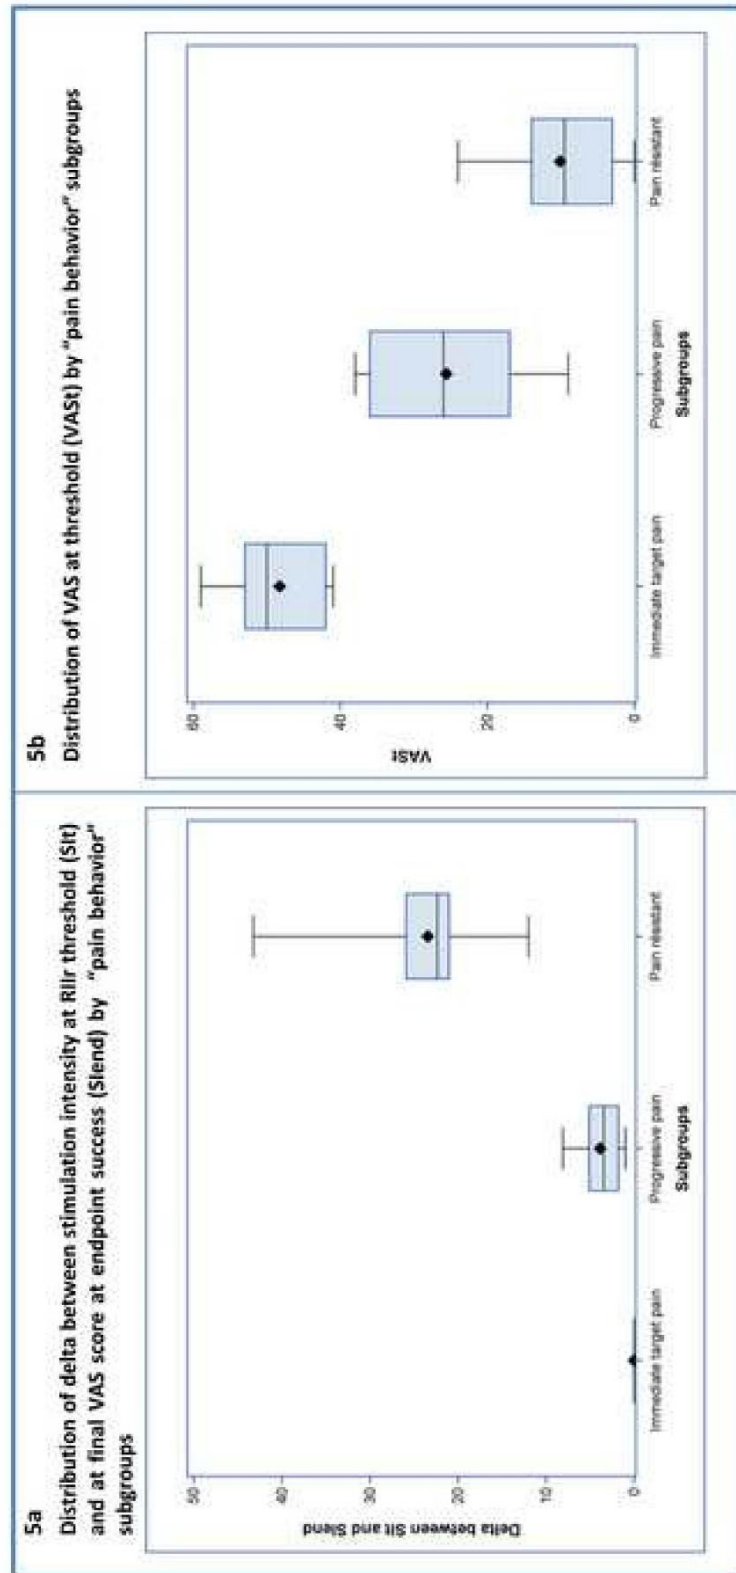 5a
Distribution of delta between stimulation intensity at RIIr threshold (SIt)
and at final VAS score at endpoint success (SIend) by "pain behavior"
subgroups
50
40
30
20
10
0
Delta between SIt and SIend
Immediate target pain
Progressive pain
Pain résistant
Subgroups
5b
Distribution of VAS at threshold (VASt) by "pain behavior" subgroups
60
40
20
0
VASt
Immediate target pain
Progressive pain
Pain résistant
Subgroups